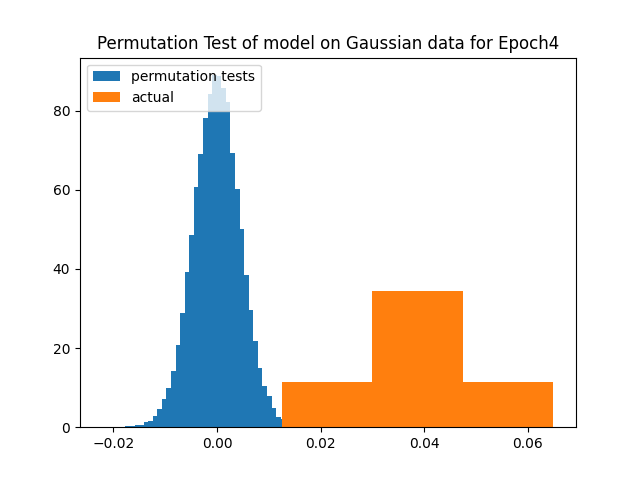 Permutation Test of model on Gaussian data for Epoch4
permutation tests
actual
80
60
40
20
0
−0.02 0.00 0.02 0.04 0.06